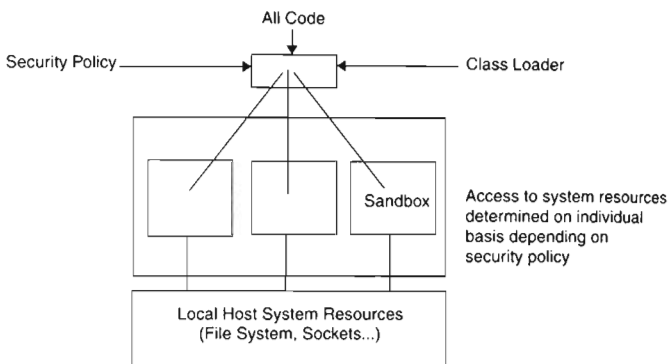 All Code
Security Policy
Class Loader
Sandbox
Access to system resources
determined on individual
basis depending on
security policy
Local Host System Resources
(File System, Sockets...)